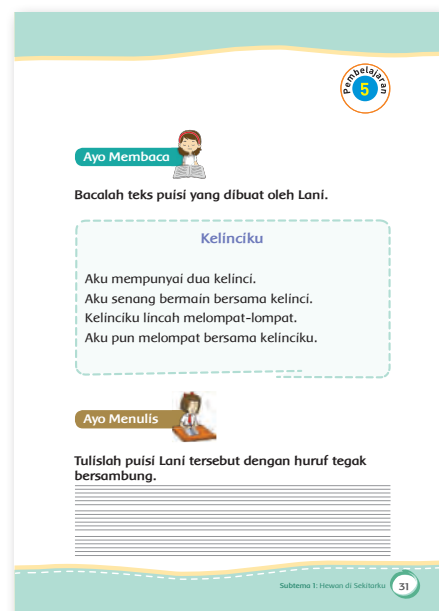 Pembelajaran
5
Ayo Membaca
Bacalah teks puisi yang dibuat oleh Lani.
Kelinciku
Aku mempunyai dua kelinci.
Aku senang bermain bersama kelinci.
Kelinciku lincah melompat-lompat.
Aku pun melompat bersama kelinciku.
Ayo Menulis
Tulislah puisi Lani tersebut dengan huruf tegak
bersambung.
Subtema 1: Hewan di Sekitarku
31